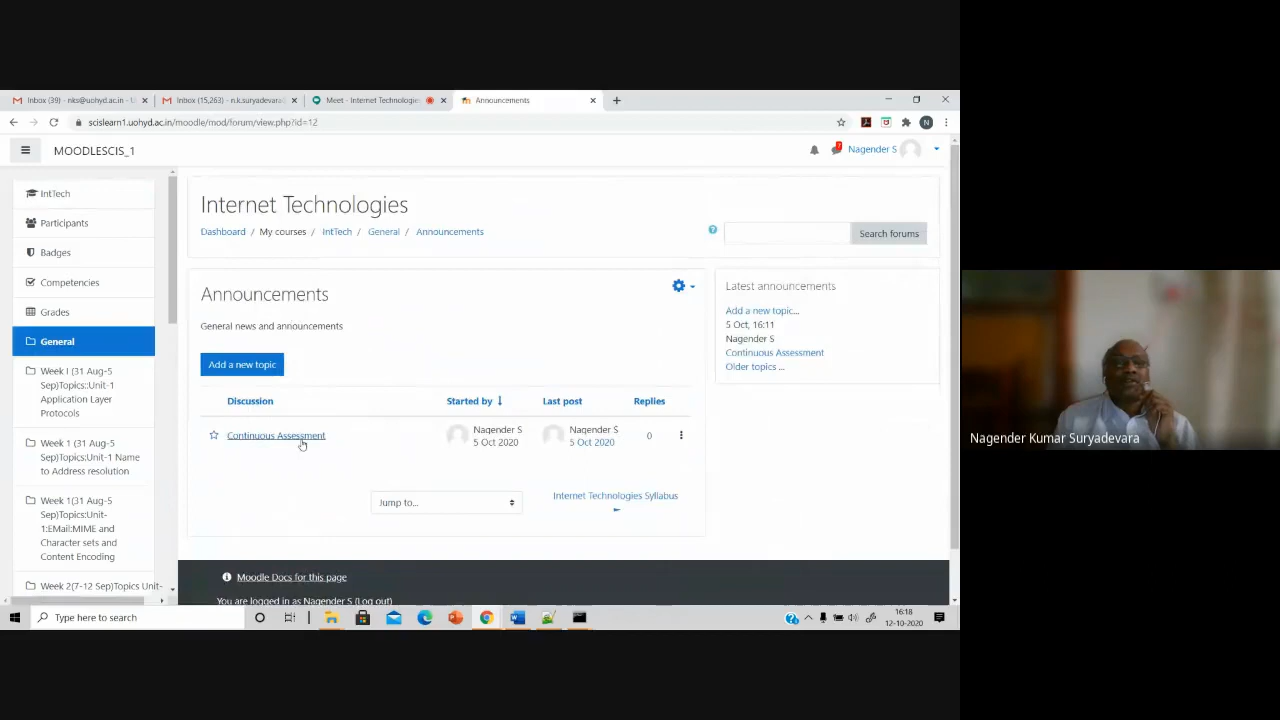 Inbox (39) - nks@uohyd.ac.in - U
Inbox (15,263) - n.k.suryadevara
Meet - Internet Technologies
Announcements
scislearn1.uohyd.ac.in/moodle/mod/forum/view.php?id=12
N
MOODLESCIS_1
Nagender S
IntTech
Participants
Badges
Competencies
Grades
General
Week I (31 Aug-5
Sep)Topics::Unit-1
Application Layer
Protocols
Week 1 (31 Aug-5
Sep)Topics:Unit-1 Name
to Address resolution
Week 1(31 Aug-5
Sep)Topics:Unit-
1:EMail:MIME and
Character sets and
Content Encoding
Week 2(7-12 Sep)Topics Unit-
Internet Technologies
Dashboard / My courses / IntTech / General / Announcements
Search forums
Announcements
General news and announcements
Add a new topic
Discussion Started by Last post Replies
Continuous Assessment
Nagender S
5 Oct 2020
Nagender S
5 Oct 2020
0
Jump to...
Internet Technologies Syllabus
Latest announcements
Add a new topic...
5 Oct, 16:11
Nagender S
Continuous Assessment
Older topics ...
Moodle Docs for this page
You are logged in as Nagender S (Log out)
Type here to search
16:18
12-10-2020
Nagender Kumar Suryadevara